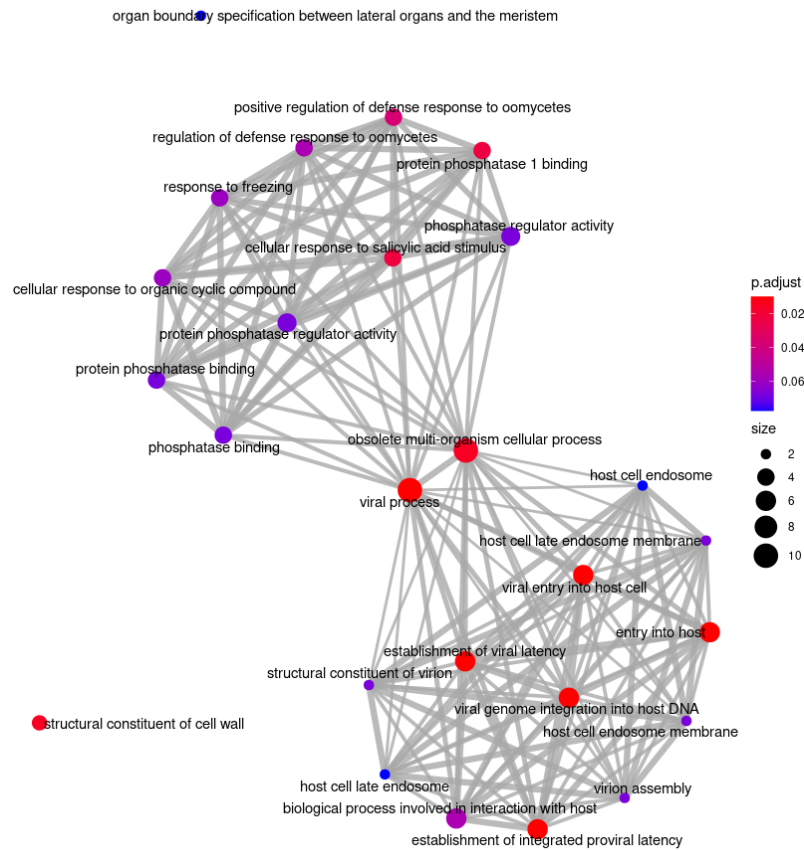 organ boundary specification between lateral organs and the meristem
positive regulation of defense response to oomycetes
regulation of defense response to oomycetes
protein phosphatase 1 binding
response to freezing
phosphatase regulator activity
cellular response to salicylic acid stimulus
cellular response to organic cyclic compound
protein phosphatase regulator activity
protein phosphatase binding
phosphatase binding
obsolete multi-organism cellular process
viral process
host cell endosome
host cell late endosome membrane
viral entry into host cell
entry into host
establishment of viral latency
structural constituent of virion
viral genome integration into host DNA
structural constituent of cell wall
host cell endosome membrane
host cell late endosome
virion assembly
biological process involved in interaction with host
establishment of integrated proviral latency
p.adjust
0.02
0.04
0.06
size
2
4
6
8
10